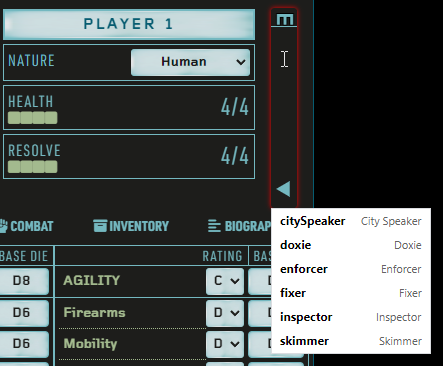 PLAYER 1
NATURE Human
HEALTH 4/4
RESOLVE 4/4
COMBAT INVENTORY BIOGRAP
BASE DIE RATING BAS
D8 AGILITY C D
D6 Firearms D D
D6 Mobility D D
citySpeaker City Speaker
doxie Doxie
enforcer Enforcer
fixer Fixer
inspector Inspector
skimmer Skimmer